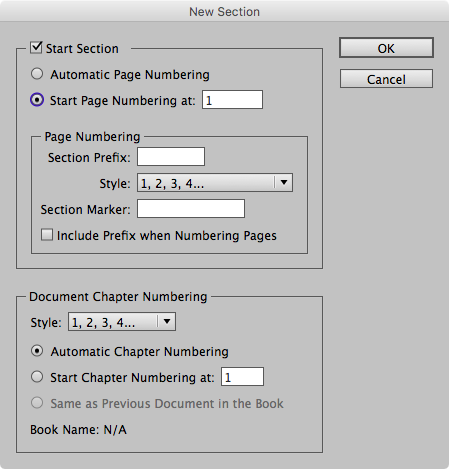 New Section
Start Section
OK
Automatic Page Numbering
Cancel
Start Page Numbering at: 1
Page Numbering
Section Prefix:
Style: 1, 2, 3, 4...
Section Marker:
Include Prefix when Numbering Pages
Document Chapter Numbering
Style: 1, 2, 3, 4...
Automatic Chapter Numbering
Start Chapter Numbering at: 1
Same as Previous Document in the Book
Book Name: N/A